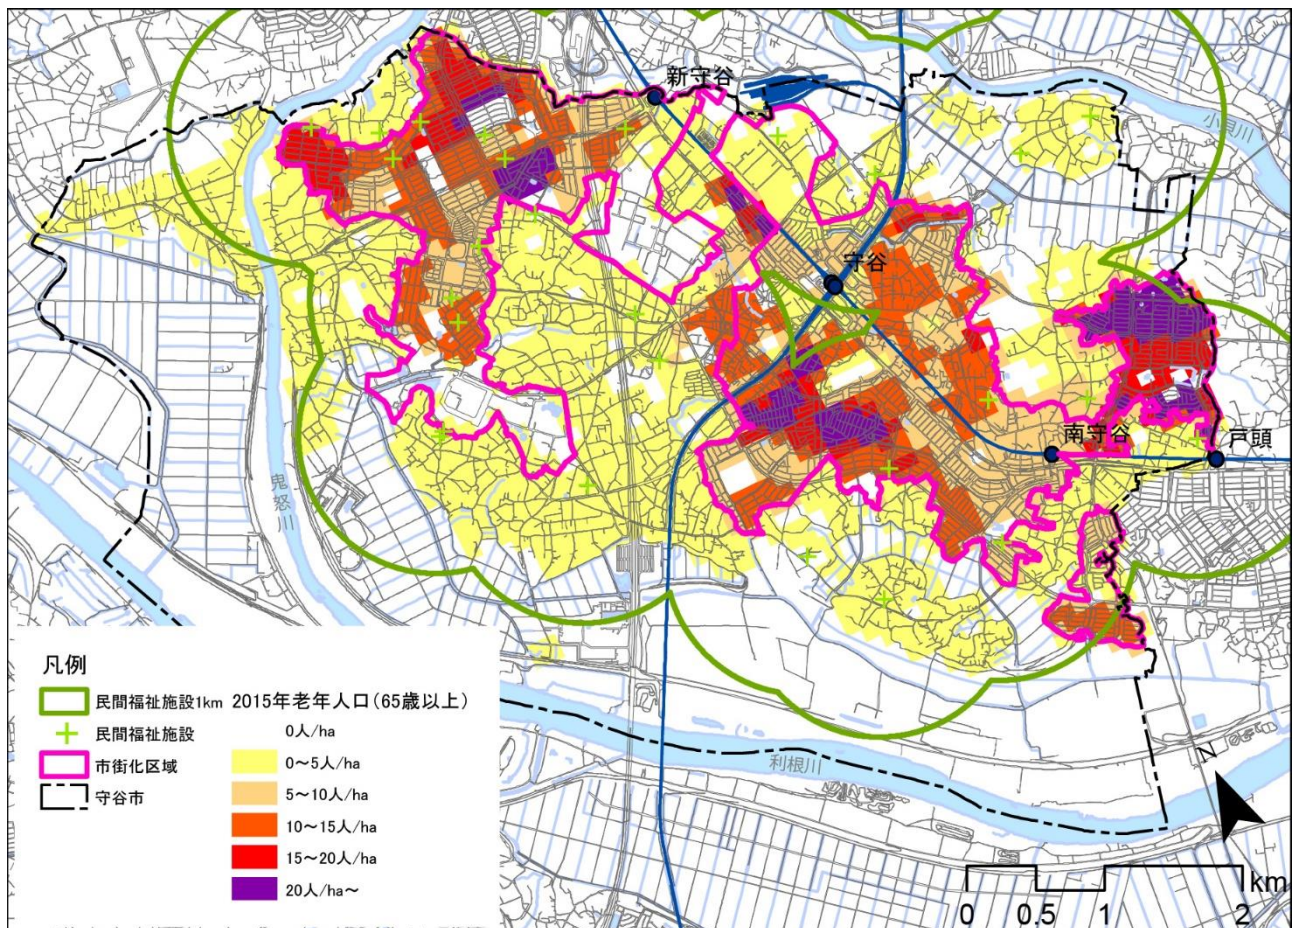 新守谷
小貝川
守谷
南守谷
戸頭
鬼怒川
利根川
N
凡例
民間福祉施設1km
民間福祉施設
市街化区域
守谷市
2015年老年人口(65歳以上)
0人/ha
0～5人/ha
5～10人/ha
10～15人/ha
15～20人/ha
20人/ha～
km
0 0.5 1 2